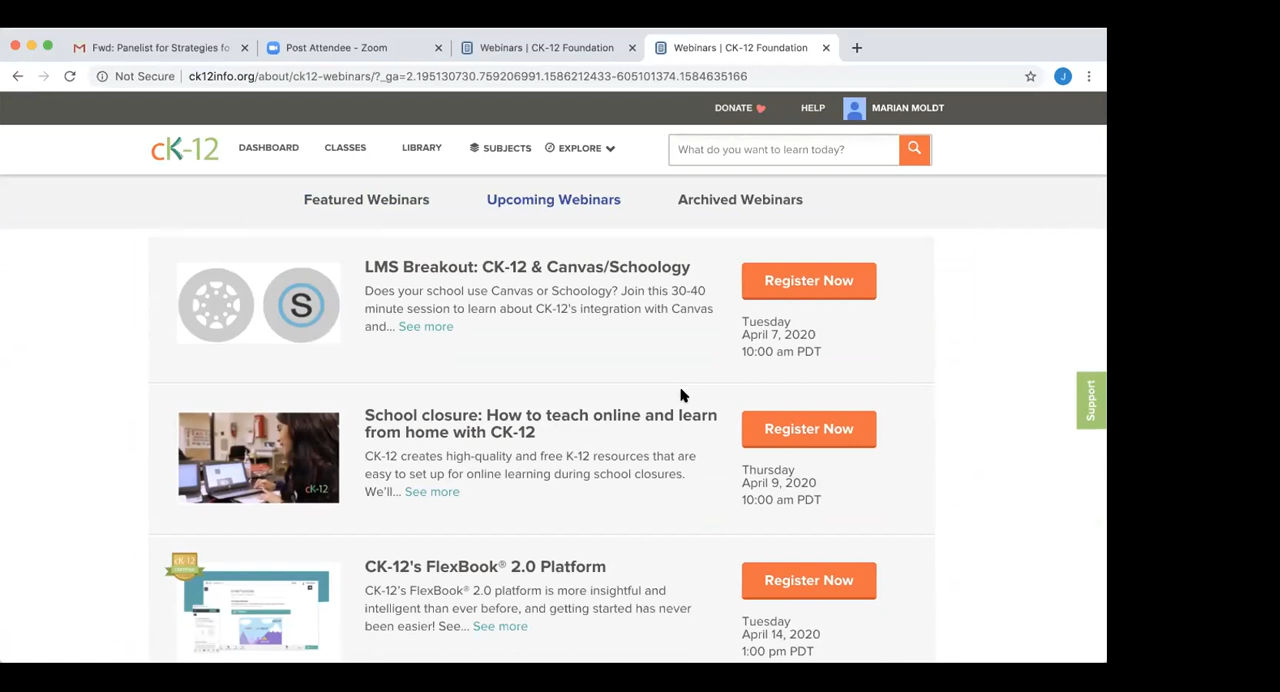 Fwd: Panelist for Strategies fo
Post Attendee - Zoom
Webinars | CK-12 Foundation
Webinars | CK-12 Foundation
Not Secure
ck12info.org/about/ck12-webinars/?_ga=2.195130730.759206991.1586212433-605101374.1584635166
J
DONATE
HELP
MARIAN MOLDT
cK-12
DASHBOARD
CLASSES
LIBRARY
SUBJECTS
EXPLORE
What do you want to learn today?
Featured Webinars
Upcoming Webinars
Archived Webinars
S
LMS Breakout: CK-12 & Canvas/Schoology
Does your school use Canvas or Schoology? Join this 30-40
minute session to learn about CK-12's integration with Canvas
and... See more
Register Now
Tuesday
April 7, 2020
10:00 am PDT
Support
cK-12
School closure: How to teach online and learn
from home with CK-12
CK-12 creates high-quality and free K-12 resources that are
easy to set up for online learning during school closures.
We'll... See more
Register Now
Thursday
April 9, 2020
10:00 am PDT
cK-12
CK-12's FlexBook® 2.0 Platform
CK-12's FlexBook® 2.0 platform is more insightful and
intelligent than ever before, and getting started has never
been easier! See... See more
Register Now
Tuesday
April 14, 2020
1:00 pm PDT